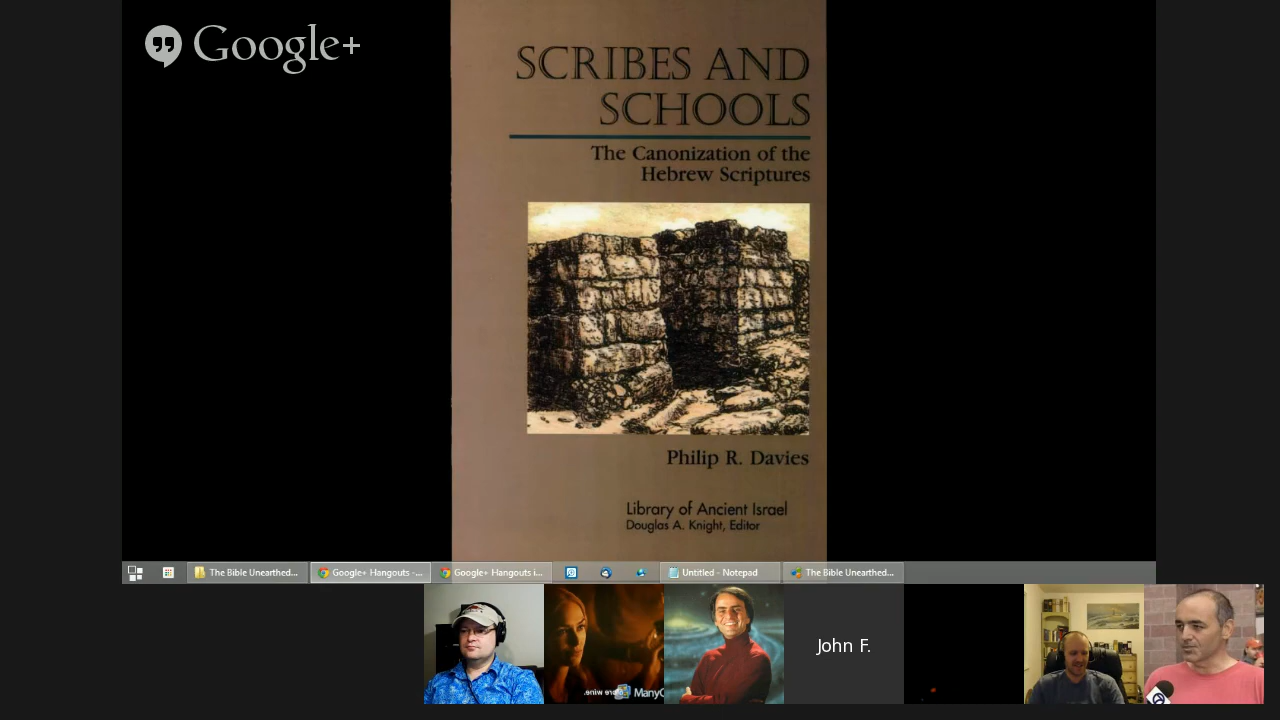 Google+
SCRIBES AND
SCHOOLS
The Canonization of the
Hebrew Scriptures
Philip R. Davies
Library of Ancient Israel
Douglas A. Knight, Editor
The Bible Unearthed...
Google+ Hangouts -...
Google+ Hangouts i...
Untitled - Notepad
The Bible Unearthed...
John F.
ManyC